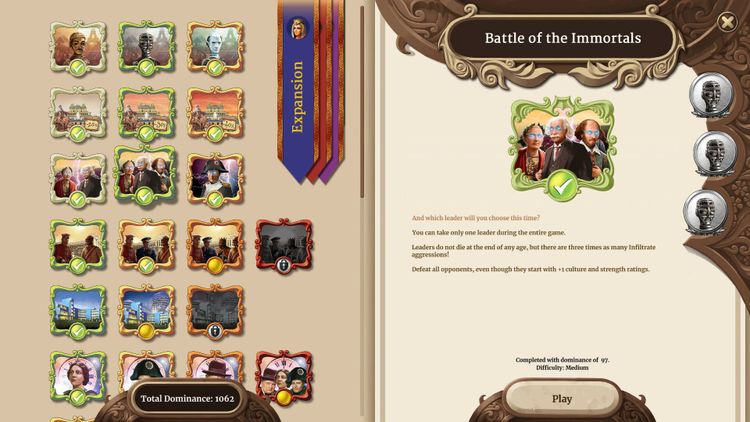 Expansion
Total Dominance: 1062
Battle of the Immortals
And which leader will you choose this time?
You can take only one leader during the entire game.
Leaders do not die at the end of any age, but there are three times as many Infiltrate
aggressions!
Defeat all opponents, even though they start with +1 culture and strength ratings.
Completed with dominance of 97.
Difficulty: Medium
Play